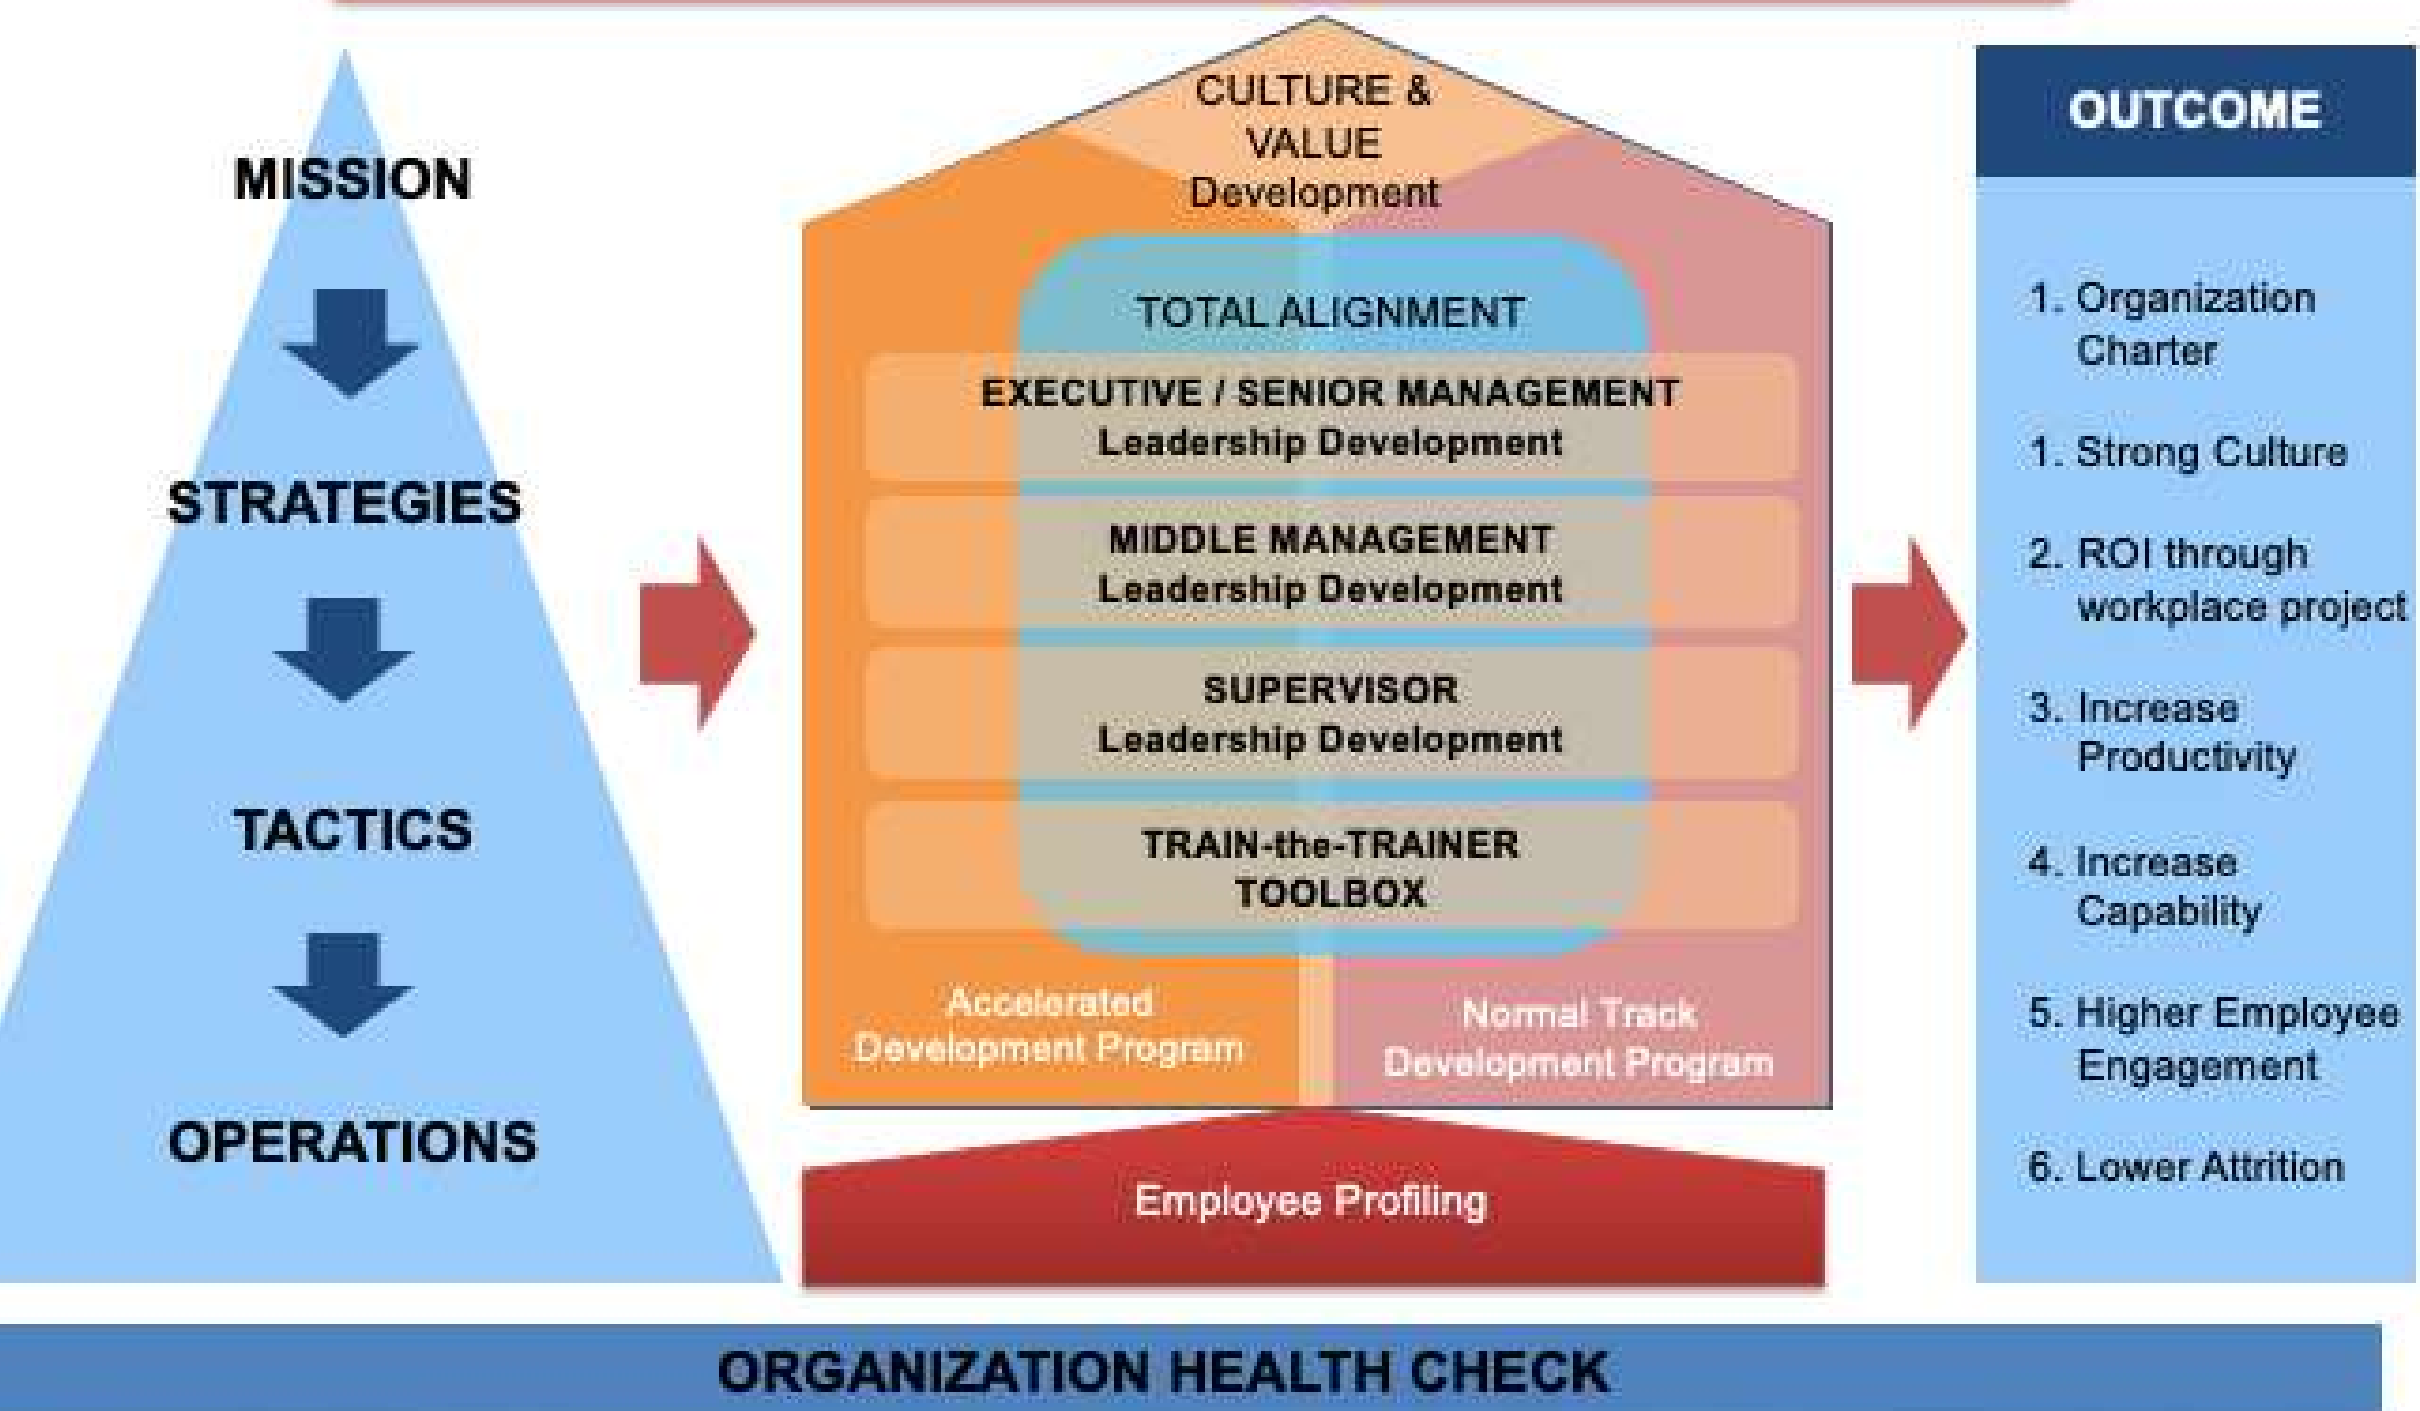 MISSION
STRATEGIES
TACTICS
OPERATIONS
CULTURE &
VALUE
Development
TOTAL ALIGNMENT
EXECUTIVE / SENIOR MANAGEMENT
Leadership Development
MIDDLE MANAGEMENT
Leadership Development
SUPERVISOR
Leadership Development
TRAIN-the-TRAINER
TOOLBOX
Accelerated
Development Program
Normal Track
Development Program
Employee Profiling
OUTCOME
1. Organization
Charter
1. Strong Culture
2. ROI through
workplace project
3. Increase
Productivity
4. Increase
Capability
5. Higher Employee
Engagement
6. Lower Attrition
ORGANIZATION HEALTH CHECK